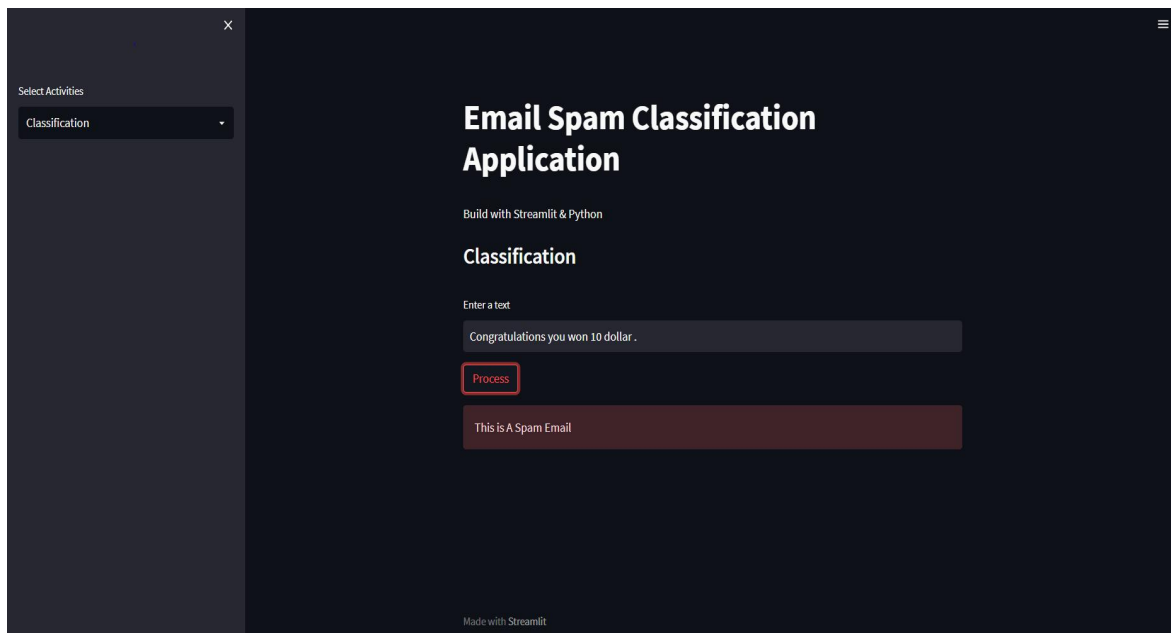 Select Activities
Classification
Email Spam Classification
Application
Build with Streamlit & Python
Classification
Enter a text
Congratulations you won 10 dollar .
Process
This is A Spam Email
Made with Streamlit